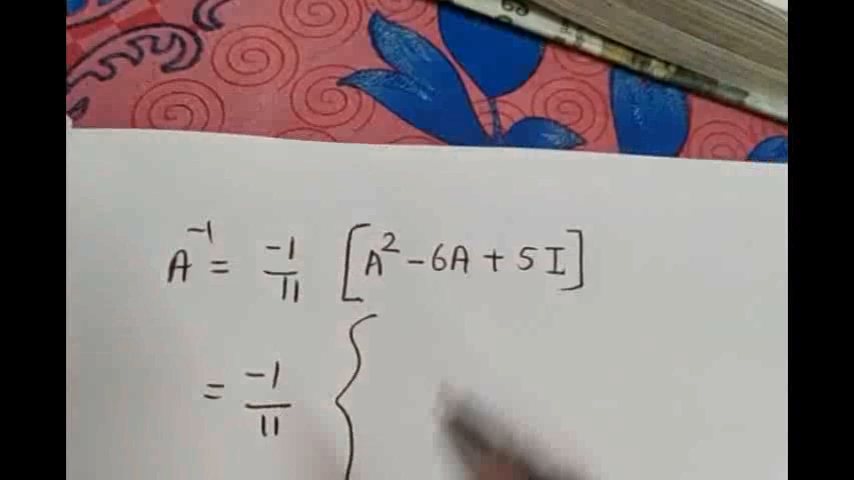 A⁻¹ = -1/11 [A² - 6A + 5I]
= -1/11 {